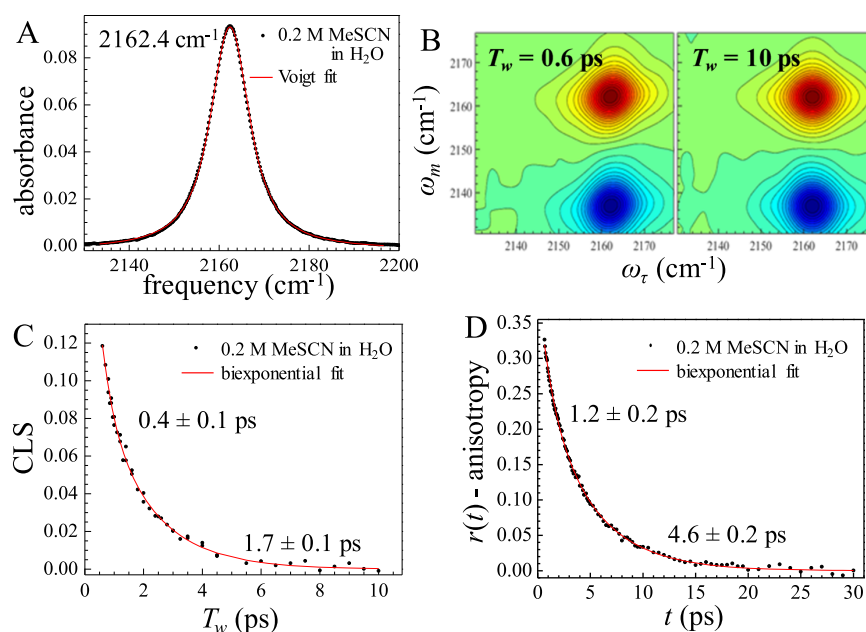 A
2162.4 cm⁻¹
0.2 M MeSCN
in H₂O
Voigt fit
absorbance
0.08
0.06
0.04
0.02
0.00
2140 2160 2180 2200
frequency (cm⁻¹)
B
T_w = 0.6 ps
T_w = 10 ps
ω_m (cm⁻¹)
2170
2160
2150
2140
2140 2150 2160 2170
2140 2150 2160 2170
ω_τ (cm⁻¹)
C
0.2 M MeSCN in H₂O
biexponential fit
0.4 ± 0.1 ps
1.7 ± 0.1 ps
CLS
0.12
0.10
0.08
0.06
0.04
0.02
0.00
0 2 4 6 8 10
T_w (ps)
D
0.2 M MeSCN in H₂O
biexponential fit
1.2 ± 0.2 ps
4.6 ± 0.2 ps
r(t) - anisotropy
0.35
0.30
0.25
0.20
0.15
0.10
0.05
0.00
0 5 10 15 20 25 30
t (ps)